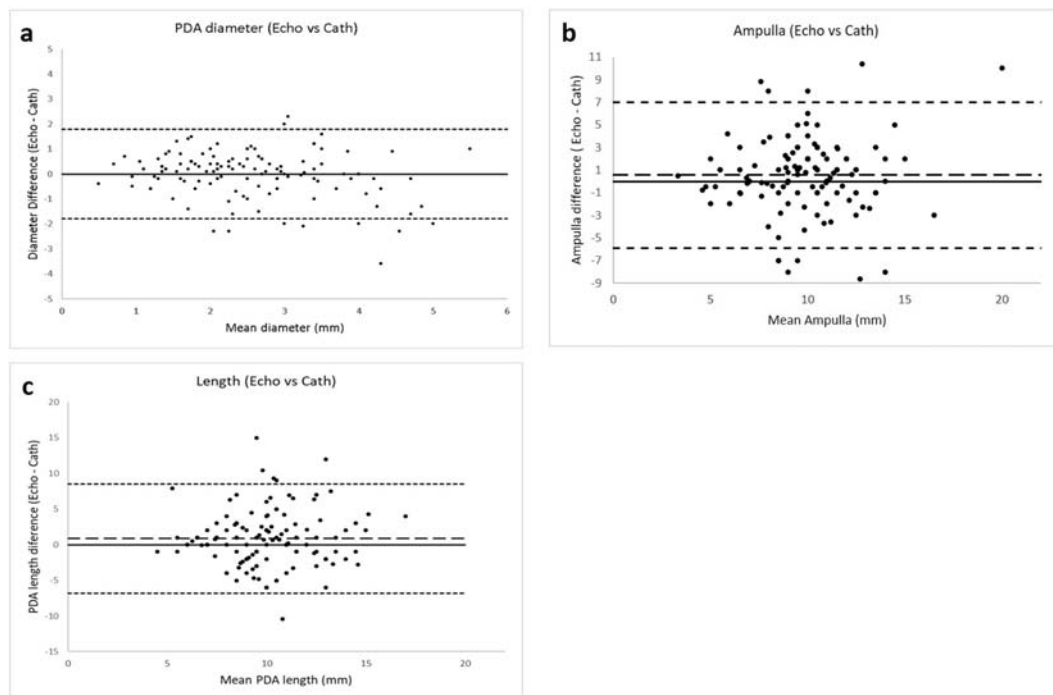 a
PDA diameter (Echo vs Cath)
5
4
3
2
1
0
-1
-2
-3
-4
-5
0 1 2 3 4 5 6
Diameter Difference (Echo - Cath)
Mean diameter (mm)
b
Ampulla (Echo vs Cath)
11
9
7
5
3
1
-1
-3
-5
-7
-9
0 5 10 15 20
Ampulla difference ( Echo - Cath)
Mean Ampulla (mm)
c
Length (Echo vs Cath)
20
15
10
5
0
-5
-10
-15
0 5 10 15 20
PDA length diference (Echo - Cath)
Mean PDA length (mm)